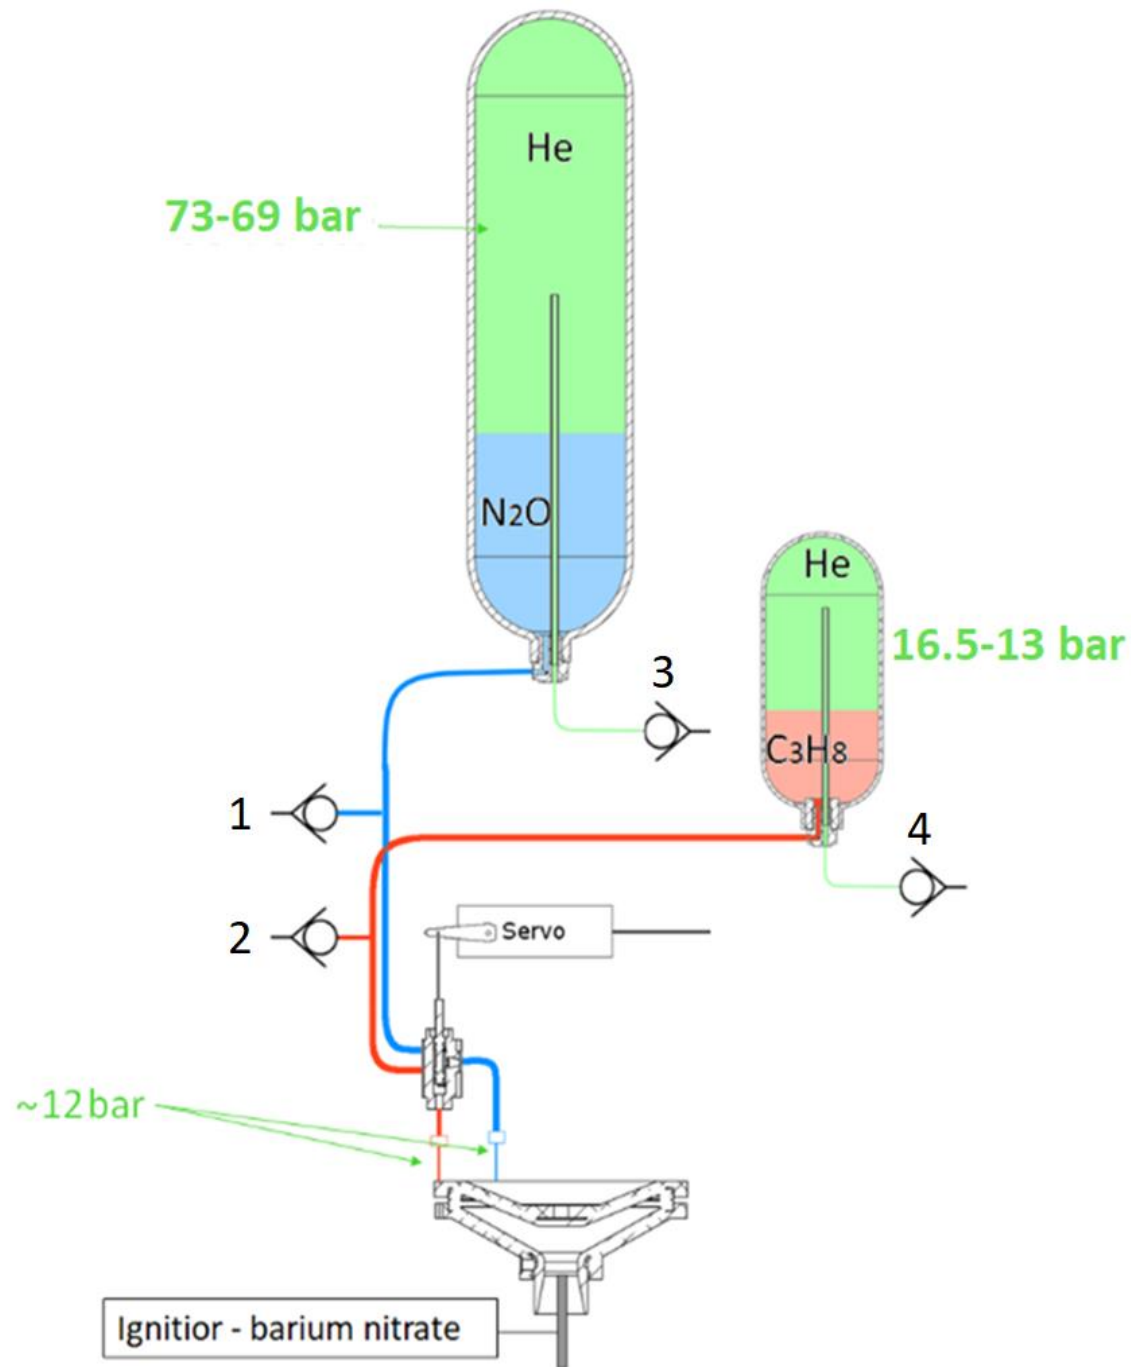 He
73-69 bar
N2O
He
16.5-13 bar
3
C3H8
1
4
2
Servo
~12bar
Ignitior - barium nitrate